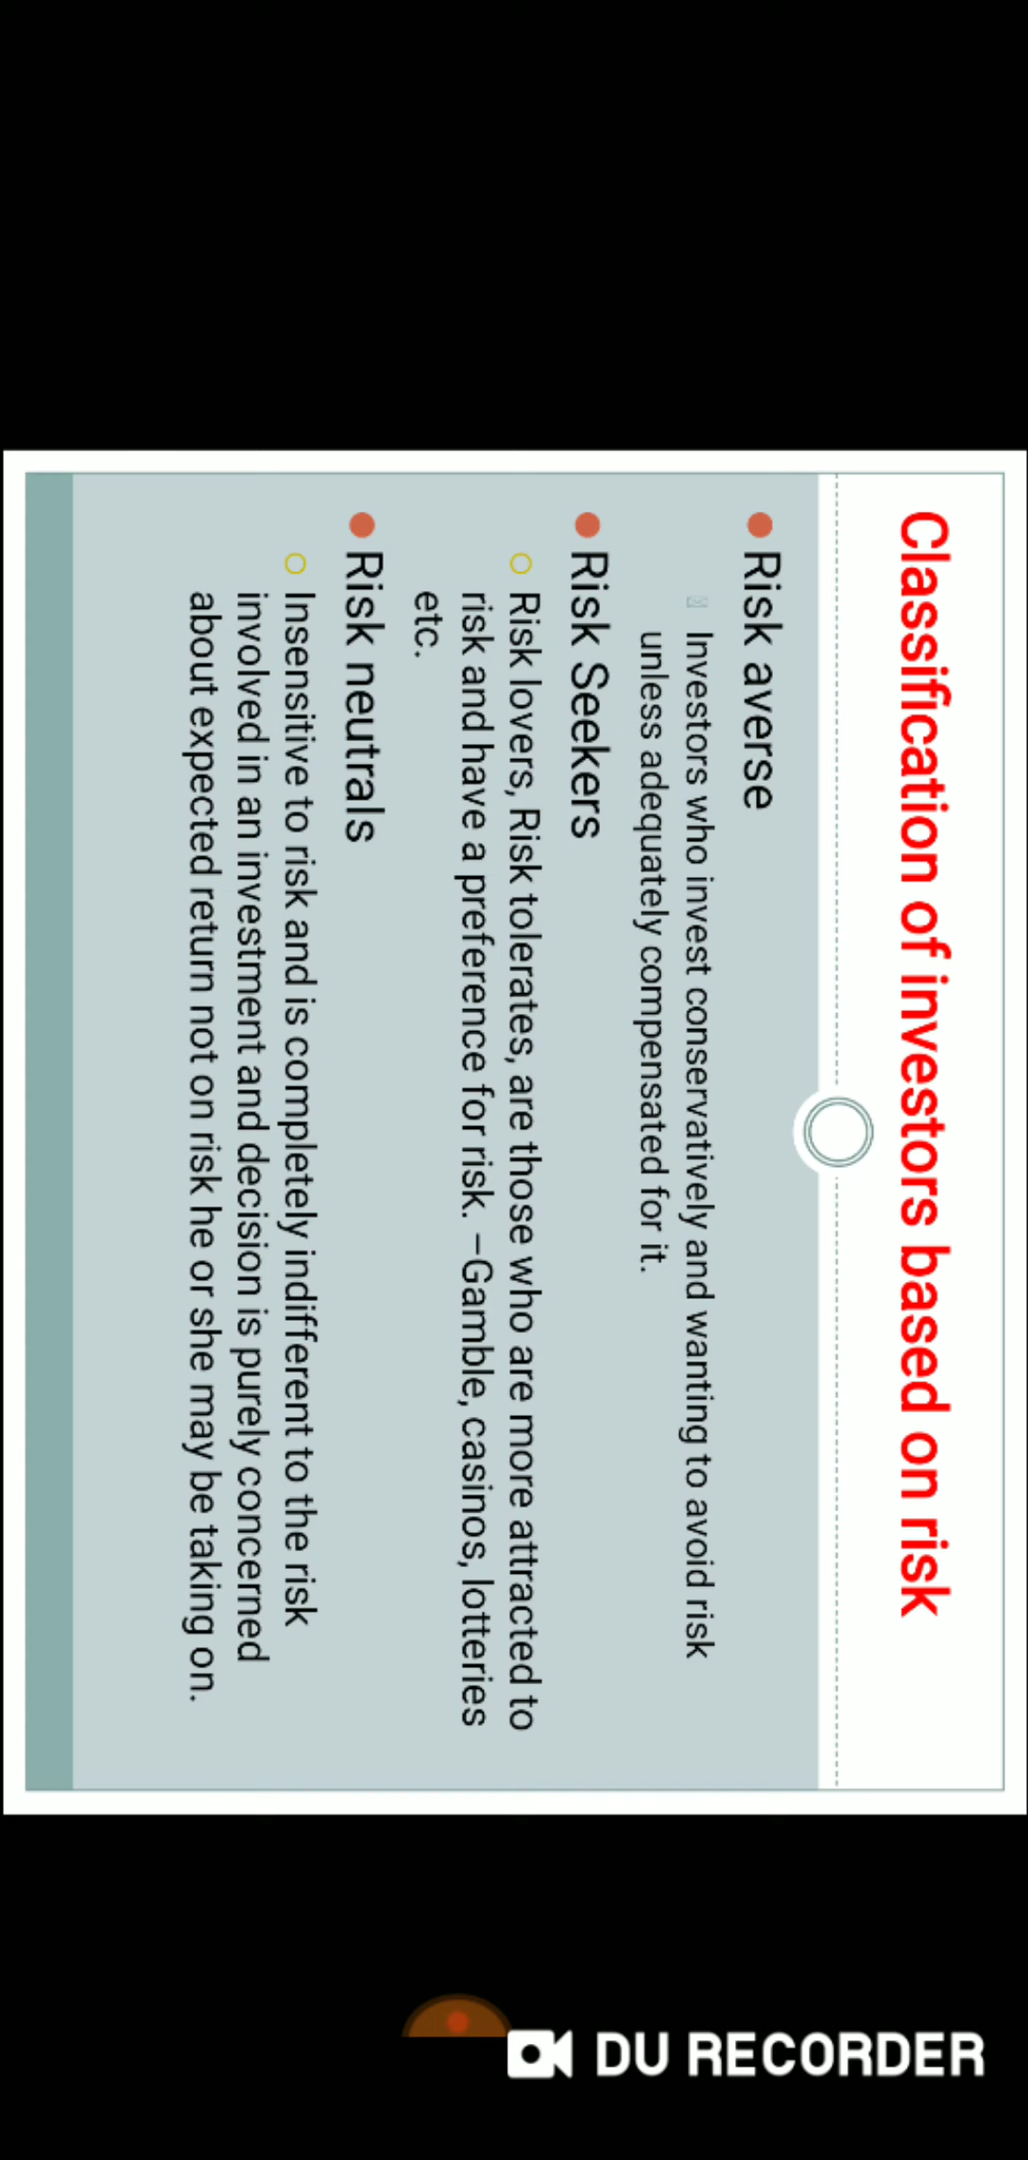 Classification of investors based on risk
Risk averse
Investors who invest conservatively and wanting to avoid risk
unless adequately compensated for it.
Risk Seekers
Risk lovers, Risk tolerates, are those who are more attracted to
risk and have a preference for risk. –Gamble, casinos, lotteries
etc.
Risk neutrals
Insensitive to risk and is completely indifferent to the risk
involved in an investment and decision is purely concerned
about expected return not on risk he or she may be taking on.
DU RECORDER